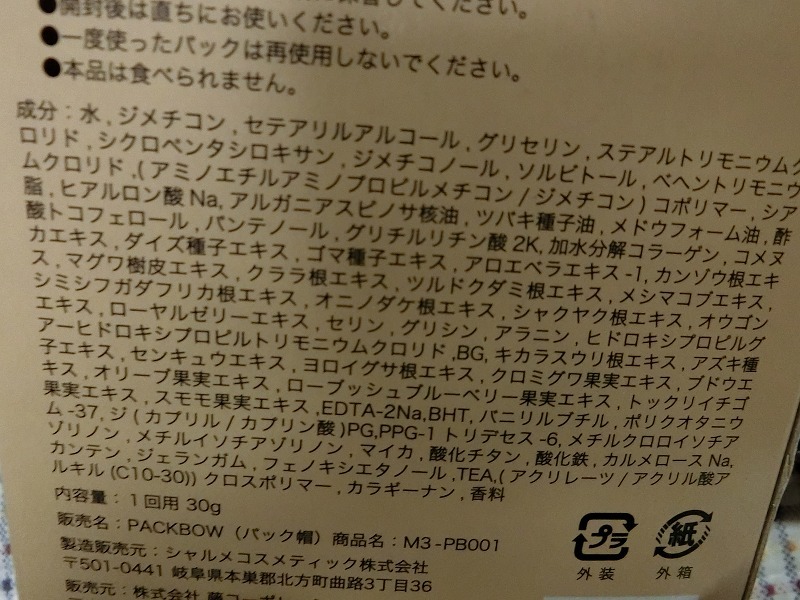 ●開封後は直ちにお使いください。
●一度使ったパックは再使用しないでください。
●本品は食べられません。
成分：水 , ジメチコン , セテアリルアルコール , グリセリン , ステアルトリモニウムク
ロリド , シクロペンタシロキサン , ジメチコノール , ソルビトール , ベヘントリモニウ
ムクロリド ,( アミノエチルアミノプロピルメチコン / ジメチコン ) コポリマー , シア
脂 , ヒアルロン酸 Na, アルガニアスピノサ核油 , ツバキ種子油 , メドウフォーム油 , 酢
酸トコフェロール , パンテノール , グリチルリチン酸 2K, 加水分解コラーゲン , コメヌ
カエキス , ダイズ種子エキス , ゴマ種子エキス , アロエベラエキス -1, カンゾウ根エキ
ス , マグワ樹皮エキス , クララ根エキス , ツルドクダミ根エキス , メシマコブエキス ,
シミシフガダフリカ根エキス , オニノダケ根エキス , シャクヤク根エキス , オウゴン
エキス , ローヤルゼリーエキス , セリン , グリシン , アラニン , ヒドロキシプロピルグ
アーヒドロキシプロピルトリモニウムクロリド ,BG, キカラスウリ根エキス , アズキ種
子エキス , センキュウエキス , ヨロイグサ根エキス , クロミグワ果実エキス , ブドウエ
キス , オリーブ果実エキス , ローブッシュブルーベリー果実エキス , トックリイチゴ
果実エキス , スモモ果実エキス ,EDTA-2Na,BHT, バニリルブチル , ポリクオタニウ
ム -37, ジ ( カプリル / カプリン酸 )PG,PPG-1 トリデセス -6, メチルクロロイソチア
ゾリノン , メチルイソチアゾリノン , マイカ , 酸化チタン , 酸化鉄 , カルメロース Na,
カンテン , ジェランガム , フェノキシエタノール ,TEA,( アクリレーツ / アクリル酸ア
ルキル (C10-30)) クロスポリマー , カラギーナン , 香料
内容量：１回用 30g
販売名：PACKBOW（パック帽）商品名：M3-PB001
製造販売元：シャルメコスメティック株式会社
〒501-0441 岐阜県本巣郡北方町曲路3丁目36
販売元：株式会社
プラ
外装
紙
外箱